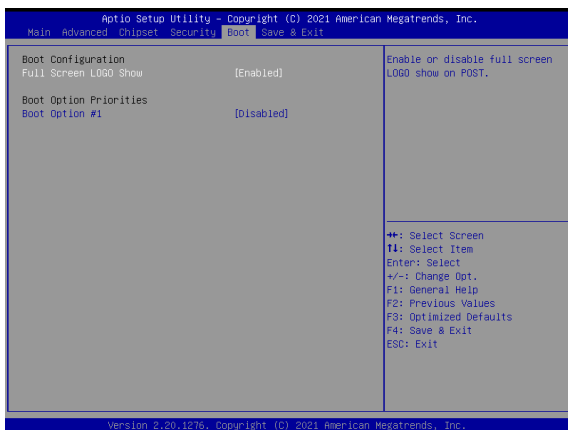 Aptio Setup Utility – Copyright (C) 2021 American Megatrends, Inc.
Main Advanced Chipset Security Boot Save & Exit
Boot Configuration
Full Screen LOGO Show [Enabled]
Boot Option Priorities
Boot Option #1 [Disabled]
Enable or disable full screen
LOGO show on POST.
→←: Select Screen
↑↓: Select Item
Enter: Select
+/-: Change Opt.
F1: General Help
F2: Previous Values
F3: Optimized Defaults
F4: Save & Exit
ESC: Exit
Version 2.20.1276. Copyright (C) 2021 American Megatrends, Inc.